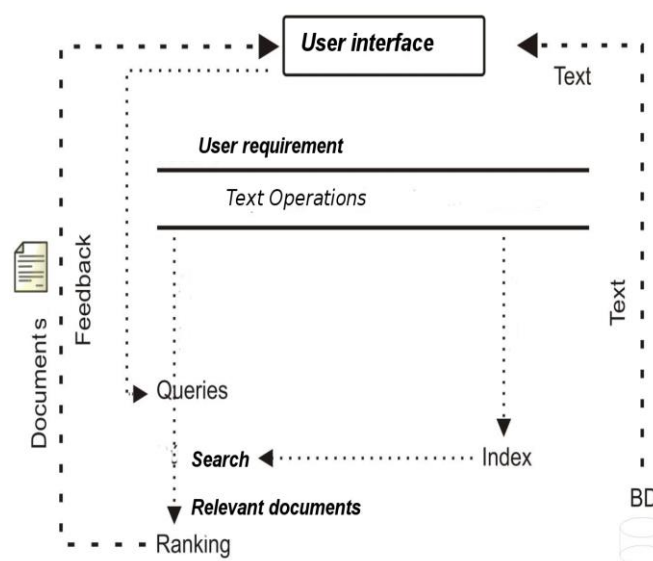 User interface
Text
User requirement
Text Operations
Documents
Feedback
Text
Queries
Search
Index
Relevant documents
BD
Ranking